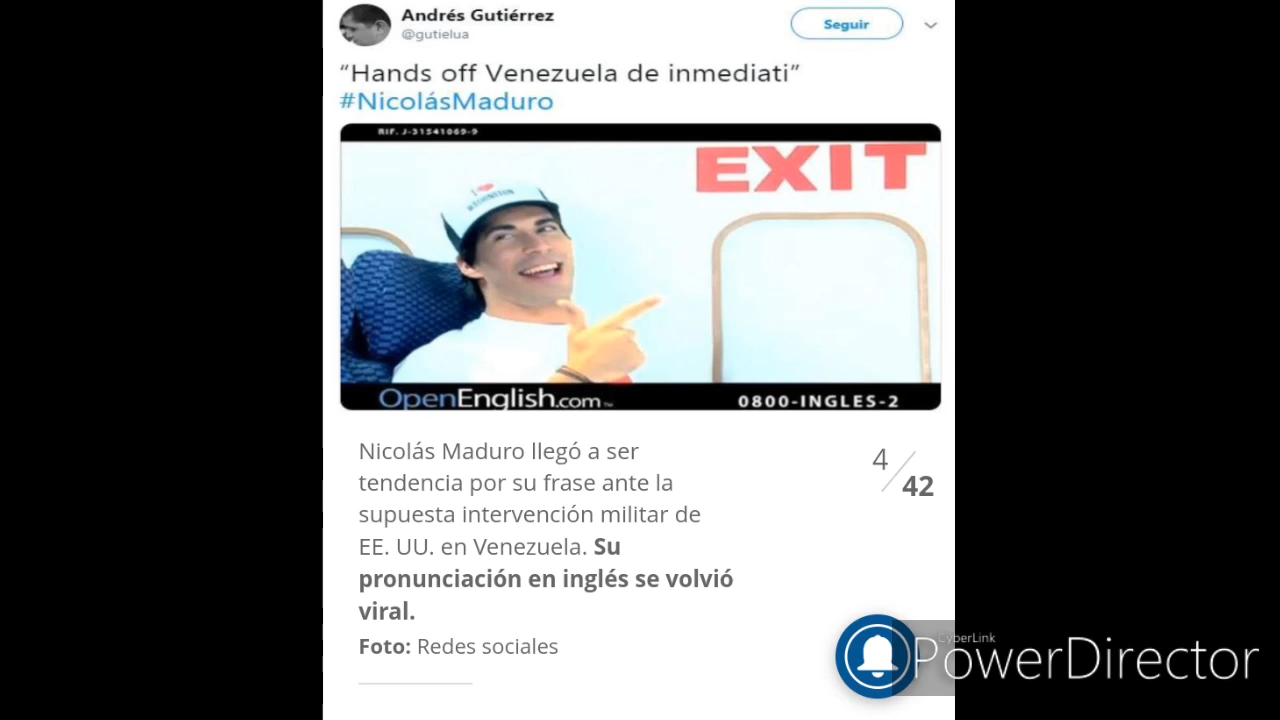 Andrés Gutiérrez
@gutielua
Seguir
“Hands off Venezuela de inmediati”
#NicolásMaduro
RIF. J-31541069-9
EXIT
I ❤
WASHINGTON
OpenEnglish.com
0800-INGLES-2
Nicolás Maduro llegó a ser
tendencia por su frase ante la
supuesta intervención militar de
EE. UU. en Venezuela. Su
pronunciación en inglés se volvió
viral.
Foto: Redes sociales
4/42
CyberLink
PowerDirector